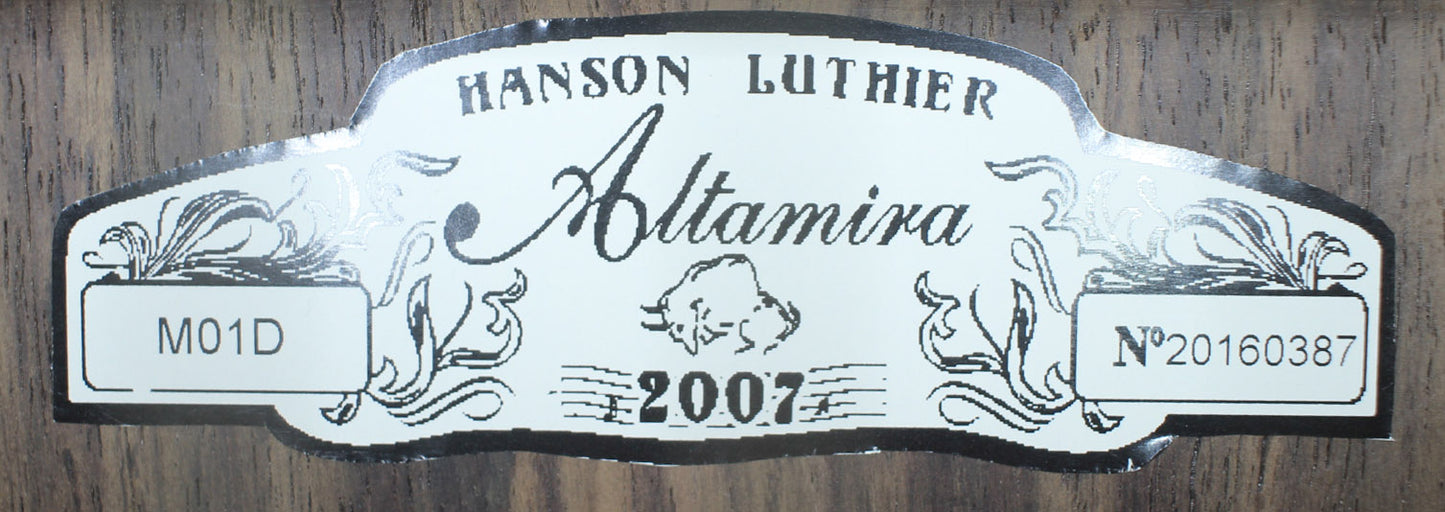 HANSON LUTHIER
Altamira
M01D
Nº20160387
2007